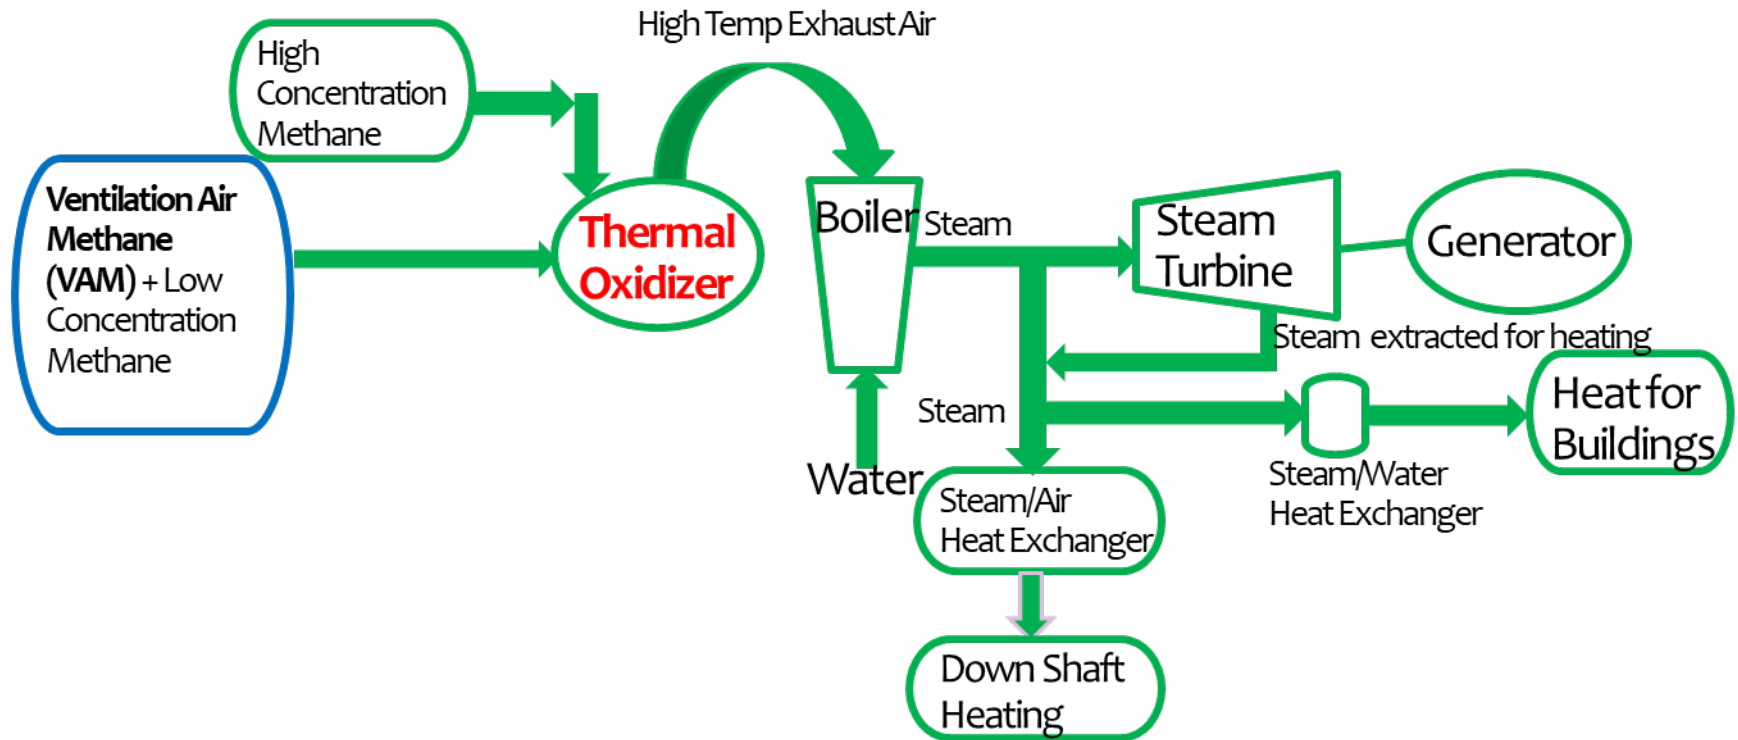 High Temp Exhaust Air
High
Concentration
Methane
Ventilation Air
Methane
(VAM) + Low
Concentration
Methane
Thermal
Oxidizer
Boiler
Steam
Steam
Turbine
Generator
Steam extracted for heating
Steam
Heat for
Buildings
Water
Steam/Water
Heat Exchanger
Steam/Air
Heat Exchanger
Down Shaft
Heating